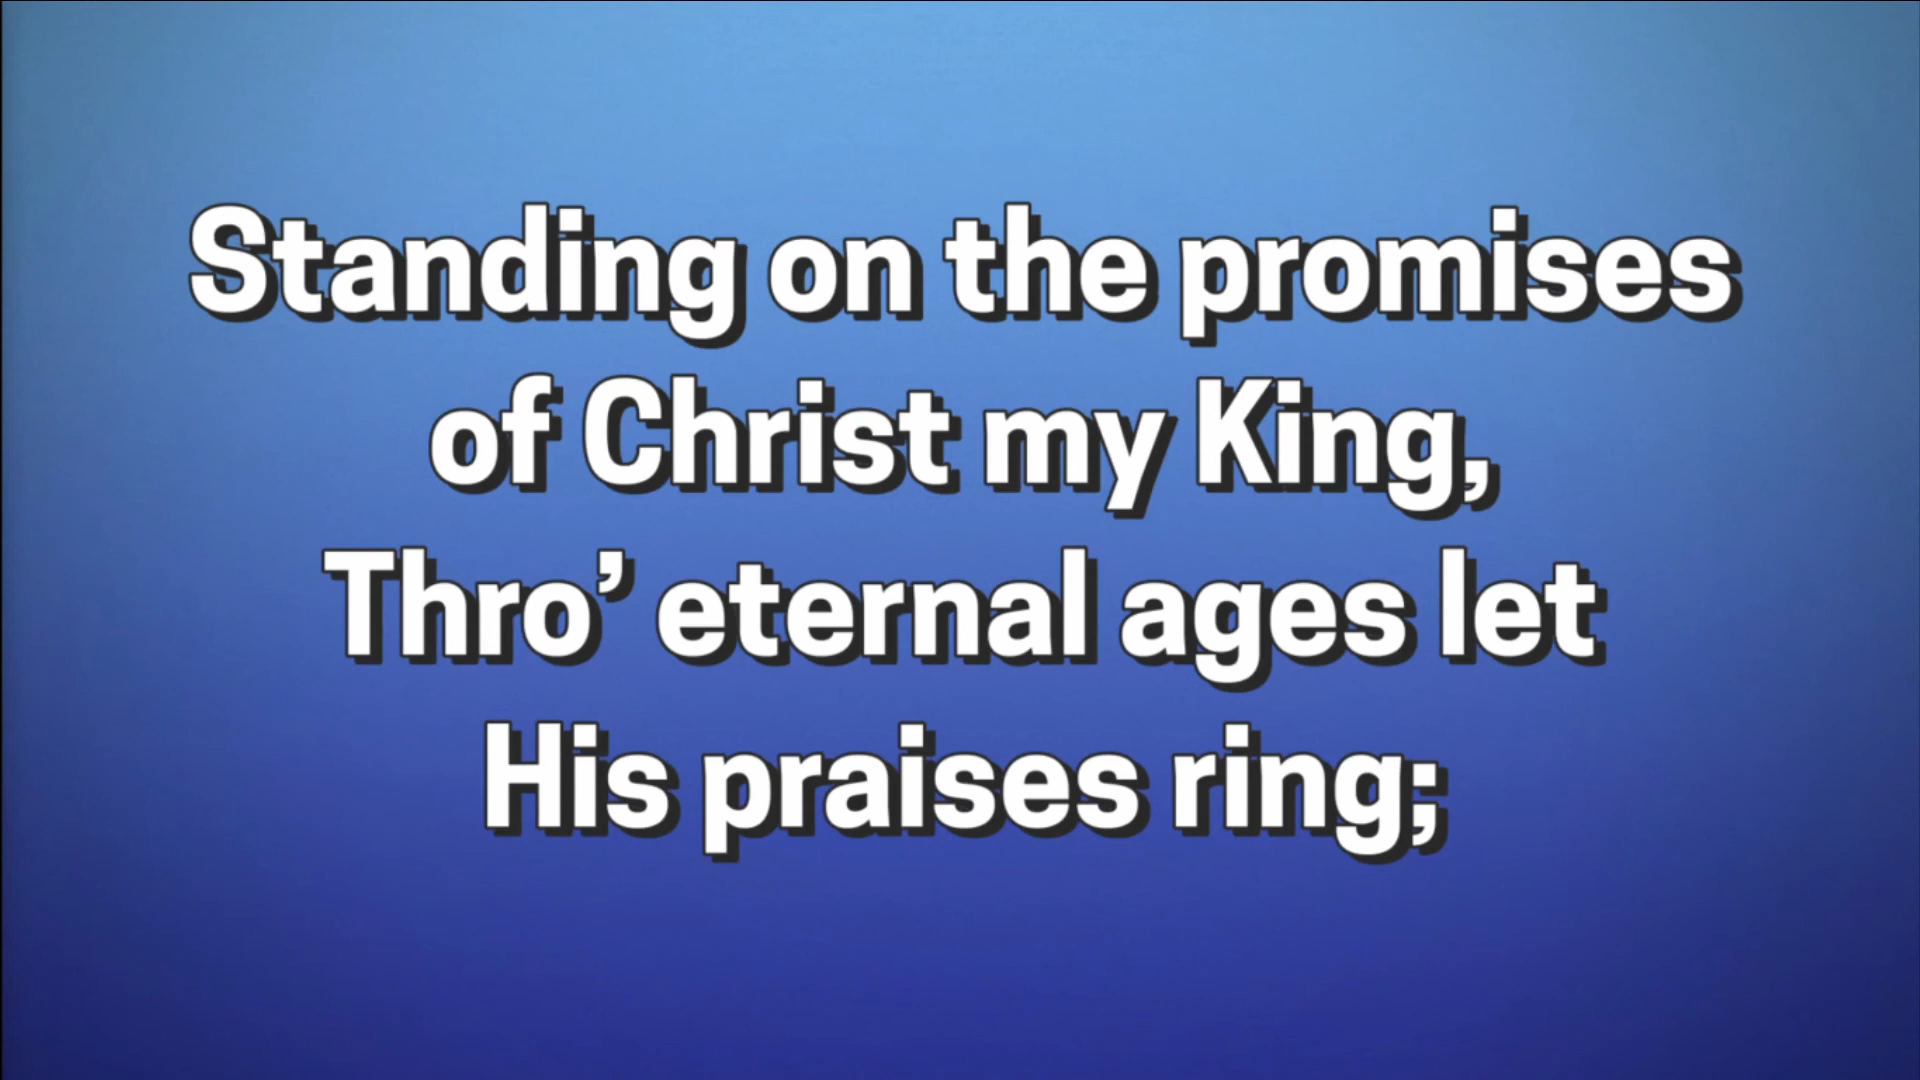 Standing on the promises
of Christ my King,
Thro’ eternal ages let
His praises ring;